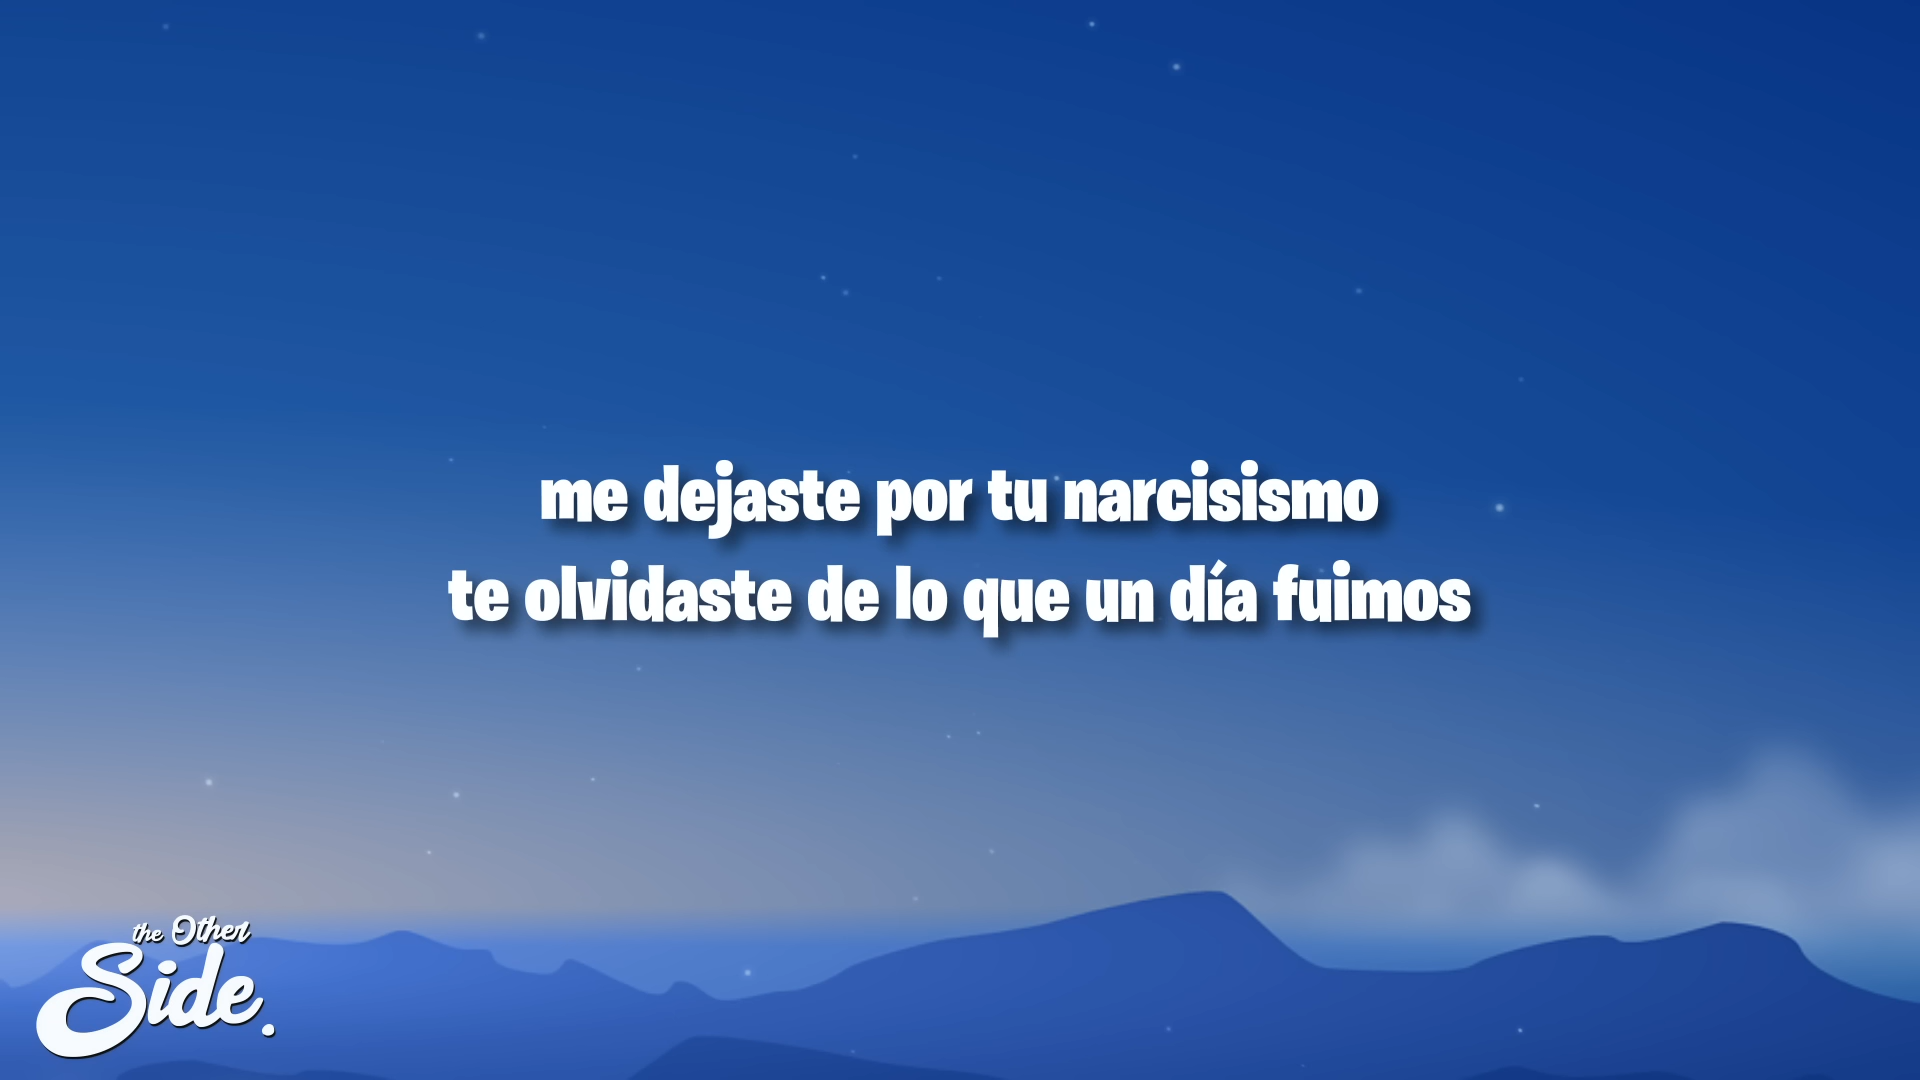 me dejaste por tu narcisismo
te olvidaste de lo que un día fuimos
the Other
Side.